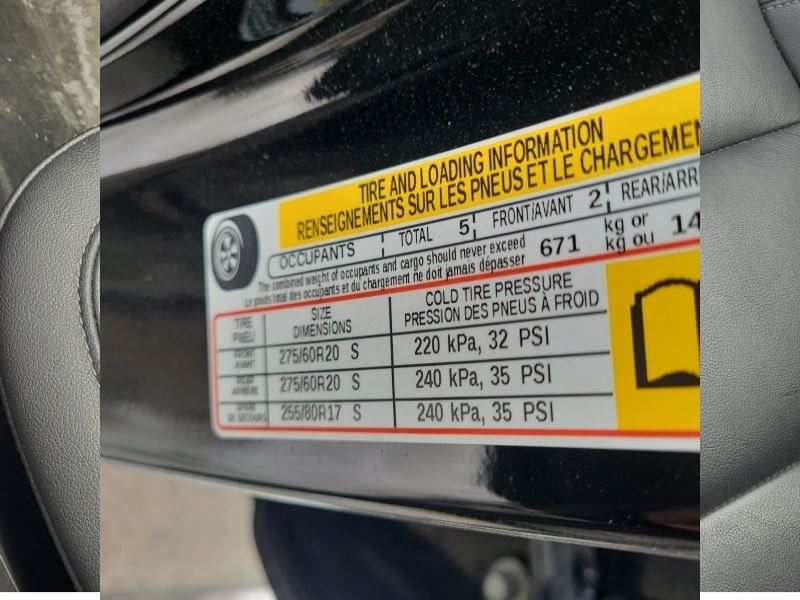 TIRE AND LOADING INFORMATION
RENSEIGNEMENTS SUR LES PNEUS ET LE CHARGEMEN
OCCUPANTS TOTAL 5 FRONT/AVANT 2 REAR/ARR
The combined weight of occupants and cargo should never exceed
Le poids total des occupants et du chargement ne doit jamais dépasser
671 kg or 14
kg ou
TIRE
PNEU
SIZE
DIMENSIONS
COLD TIRE PRESSURE
PRESSION DES PNEUS À FROID
FRONT
AVANT
275/60R20 S 220 kPa, 32 PSI
REAR
ARRIÈRE
275/60R20 S 240 kPa, 35 PSI
SPARE
DE SECOURS
255/80R17 S 240 kPa, 35 PSI